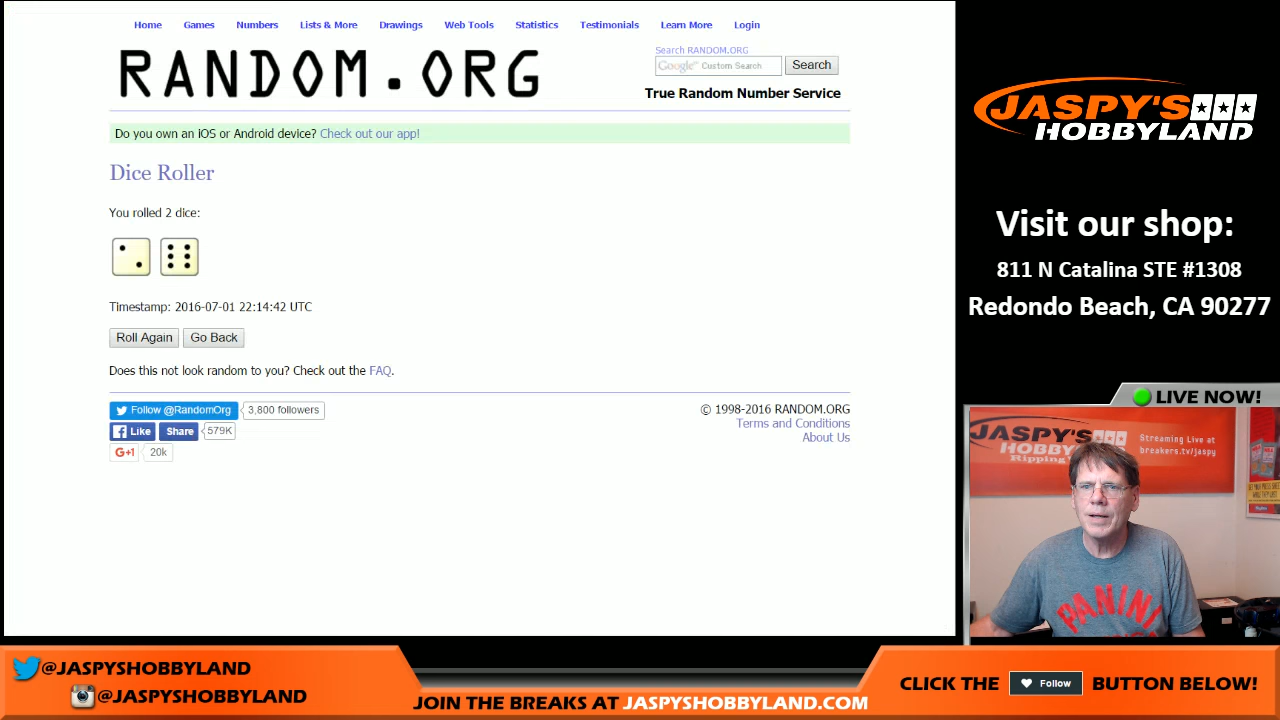 Home Games Numbers Lists & More Drawings Web Tools Statistics Testimonials Learn More Login
RANDOM.ORG
Search RANDOM.ORG
Google™ Custom Search Search
True Random Number Service
Do you own an iOS or Android device? Check out our app!
Dice Roller
You rolled 2 dice:
Timestamp: 2016-07-01 22:14:42 UTC
Roll Again Go Back
Does this not look random to you? Check out the FAQ.
Follow @RandomOrg 3,800 followers
Like Share 579K
G+1 20k
© 1998-2016 RANDOM.ORG
Terms and Conditions
About Us
JASPY'S
HOBBYLAND
Visit our shop:
811 N Catalina STE #1308
Redondo Beach, CA 90277
LIVE NOW!
JASPY'S
HOBBYLAND
Streaming Live at
breakers.tv/jaspy
PANINI
@JASPYSHOBBYLAND
@JASPYSHOBBYLAND
JOIN THE BREAKS AT JASPYSHOBBYLAND.COM
CLICK THE Follow BUTTON BELOW!